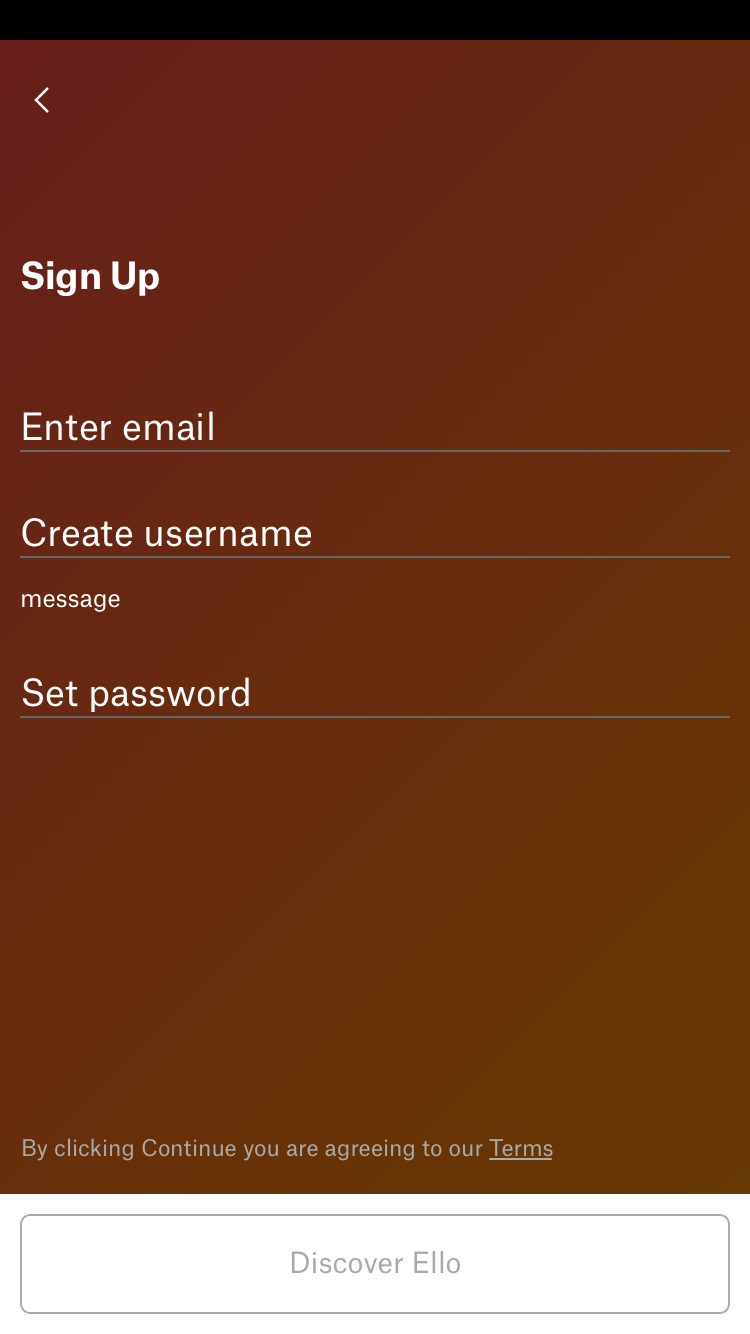 Sign Up
Enter email
Create username
message
Set password
By clicking Continue you are agreeing to our Terms
Discover Ello